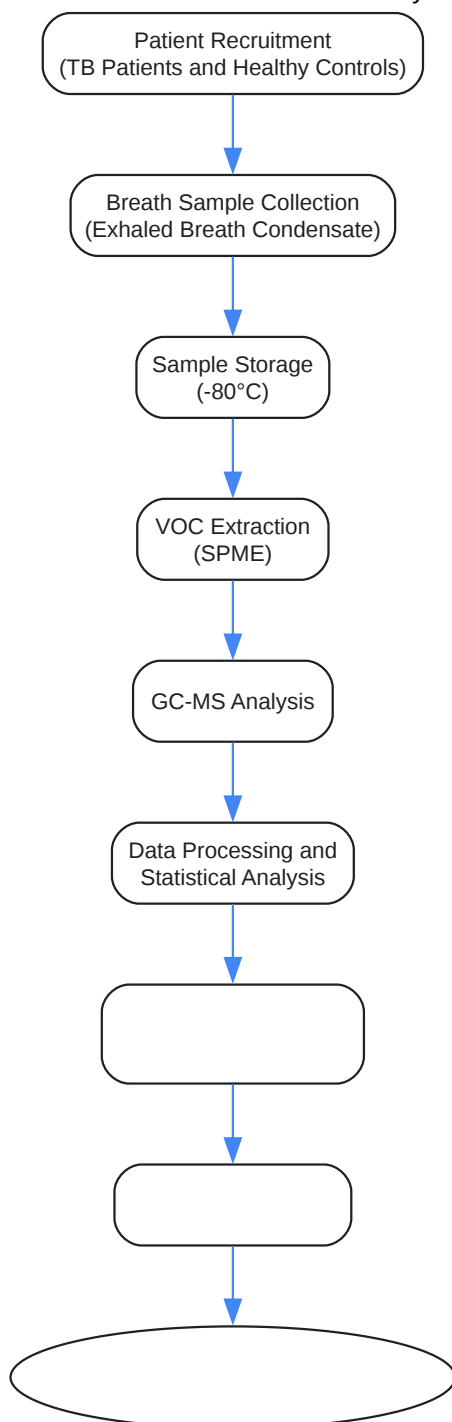 Patient Recruitment
(TB Patients and Healthy Controls)
Breath Sample Collection
(Exhaled Breath Condensate)
Sample Storage
(-80°C)
VOC Extraction
(SPME)
GC-MS Analysis
Data Processing and
Statistical Analysis